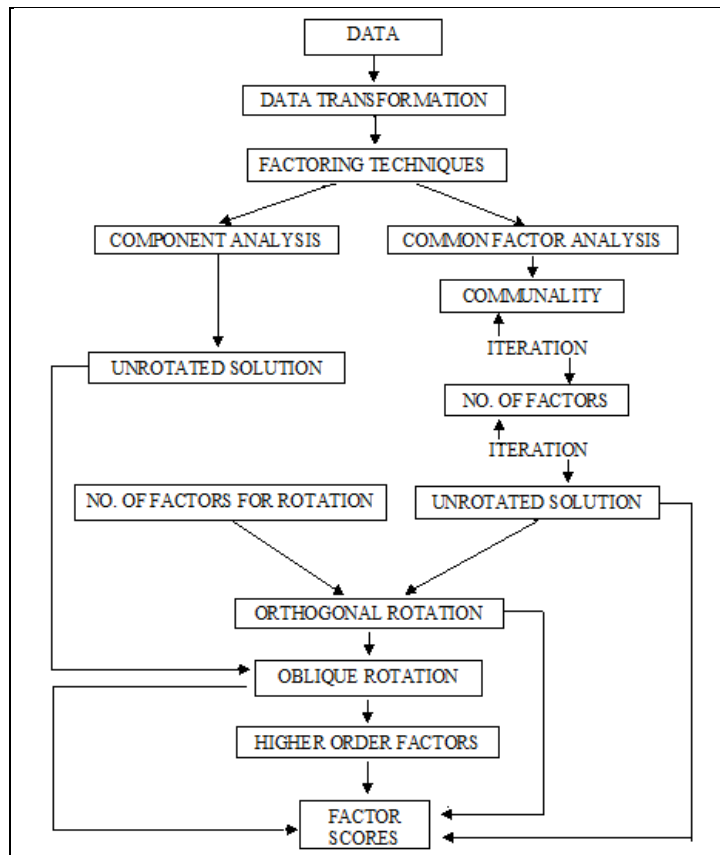 DATA
DATA TRANSFORMATION
FACTORING TECHNIQUES
COMPONENT ANALYSIS
COMMON FACTOR ANALYSIS
COMMUNALITY
ITERATION
UNROTATED SOLUTION
NO. OF FACTORS
ITERATION
NO. OF FACTORS FOR ROTATION
UNROTATED SOLUTION
ORTHOGONAL ROTATION
OBLIQUE ROTATION
HIGHER ORDER FACTORS
FACTOR
SCORES